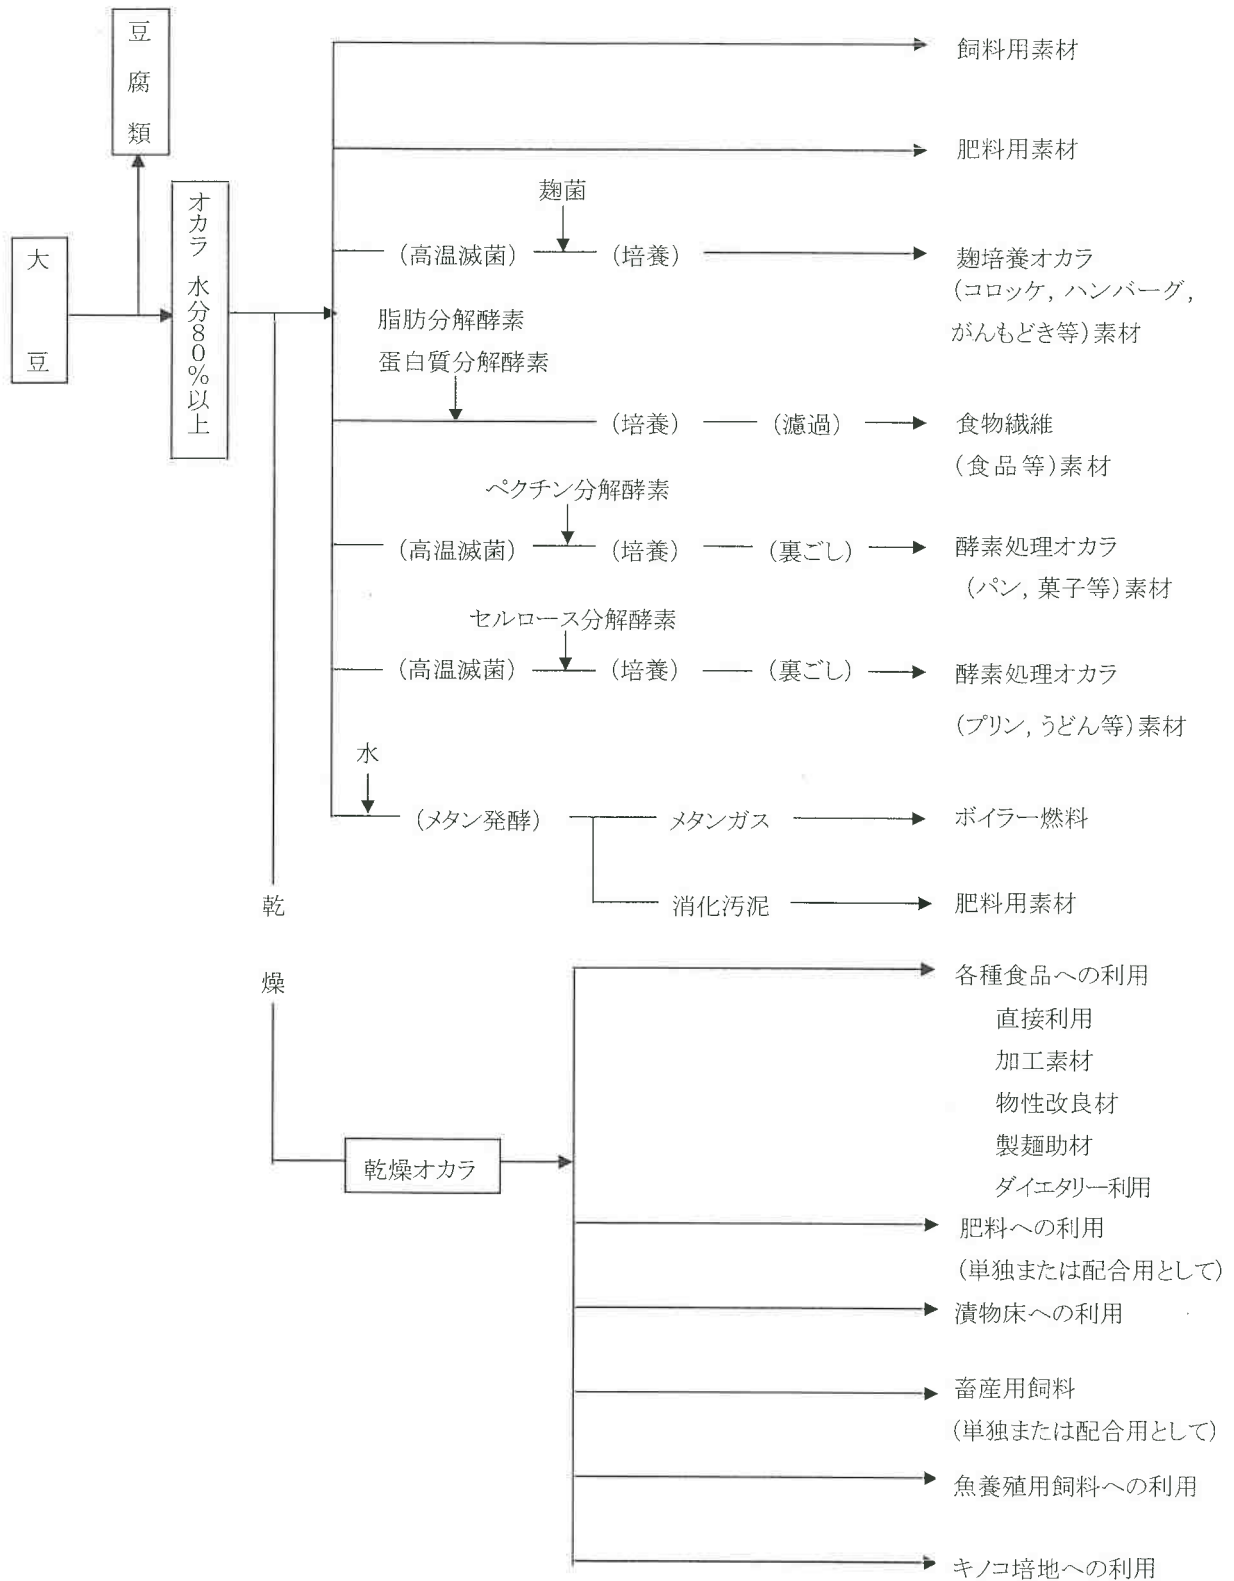 豆腐類
大豆
オカラ 水分80%以上
飼料用素材
肥料用素材
麹菌
(高温滅菌)
(培養)
麹培養オカラ
(コロッケ, ハンバーグ,
がんもどき等)素材
脂肪分解酵素
蛋白質分解酵素
(培養)
(濾過)
食物繊維
(食品等)素材
ペクチン分解酵素
(高温滅菌)
(培養)
(裏ごし)
酵素処理オカラ
(パン, 菓子等)素材
セルロース分解酵素
(高温滅菌)
(培養)
(裏ごし)
酵素処理オカラ
(プリン, うどん等)素材
水
(メタン発酵)
メタンガス
ボイラー燃料
消化汚泥
肥料用素材
乾燥
乾燥オカラ
各種食品への利用
直接利用
加工素材
物性改良材
製麺助材
ダイエタリー利用
肥料への利用
(単独または配合用として)
漬物床への利用
畜産用飼料
(単独または配合用として)
魚養殖用飼料への利用
キノコ培地への利用